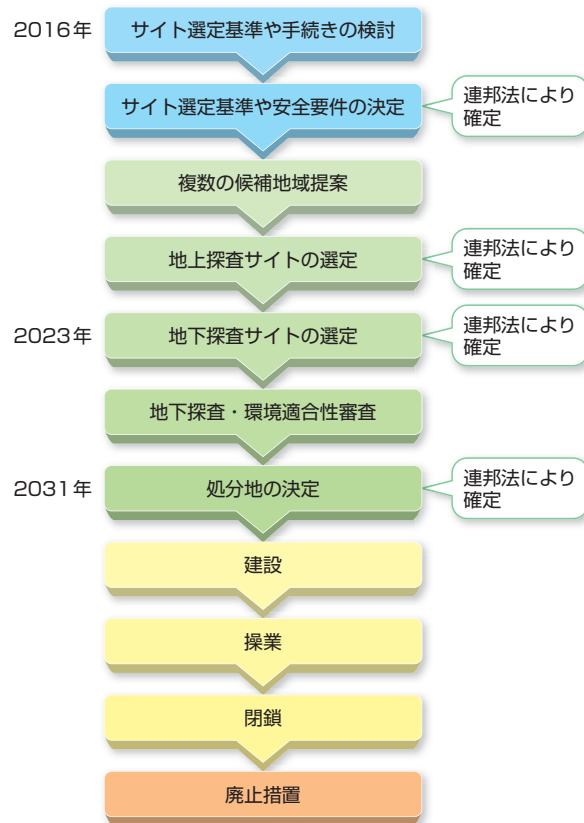 2016年
サイト選定基準や手続きの検討
サイト選定基準や安全要件の決定
連邦法により
確定
複数の候補地域提案
地上探査サイトの選定
連邦法により
確定
2023年
地下探査サイトの選定
連邦法により
確定
地下探査・環境適合性審査
2031年
処分地の決定
連邦法により
確定
建設
操業
閉鎖
廃止措置